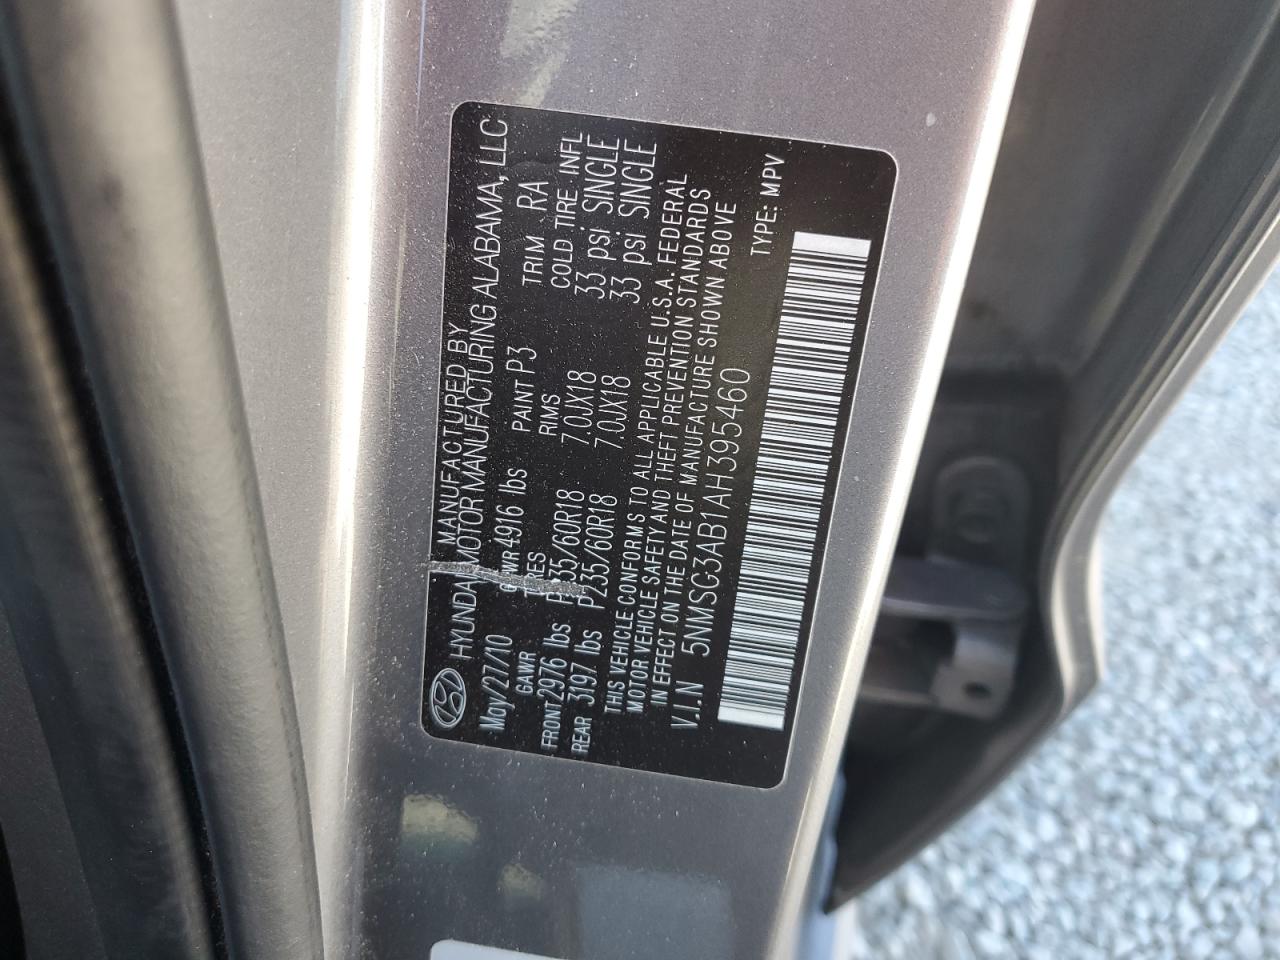 MANUFACTURED BY
HYUNDAI MOTOR MANUFACTURING ALABAMA, LLC
May/27/10 GVWR 4916 lbs PAINT P3 TRIM RA
GAWR TIRES RIMS COLD TIRE INFL
FRONT 2976 lbs P235/60R18 7.0JX18 33 psi SINGLE
REAR 3197 lbs P235/60R18 7.0JX18 33 psi SINGLE
THIS VEHICLE CONFORMS TO ALL APPLICABLE U.S.A. FEDERAL
MOTOR VEHICLE SAFETY AND THEFT PREVENTION STANDARDS
IN EFFECT ON THE DATE OF MANUFACTURE SHOWN ABOVE
V.I.N 5NMSG3AB1AH395460 TYPE: MPV